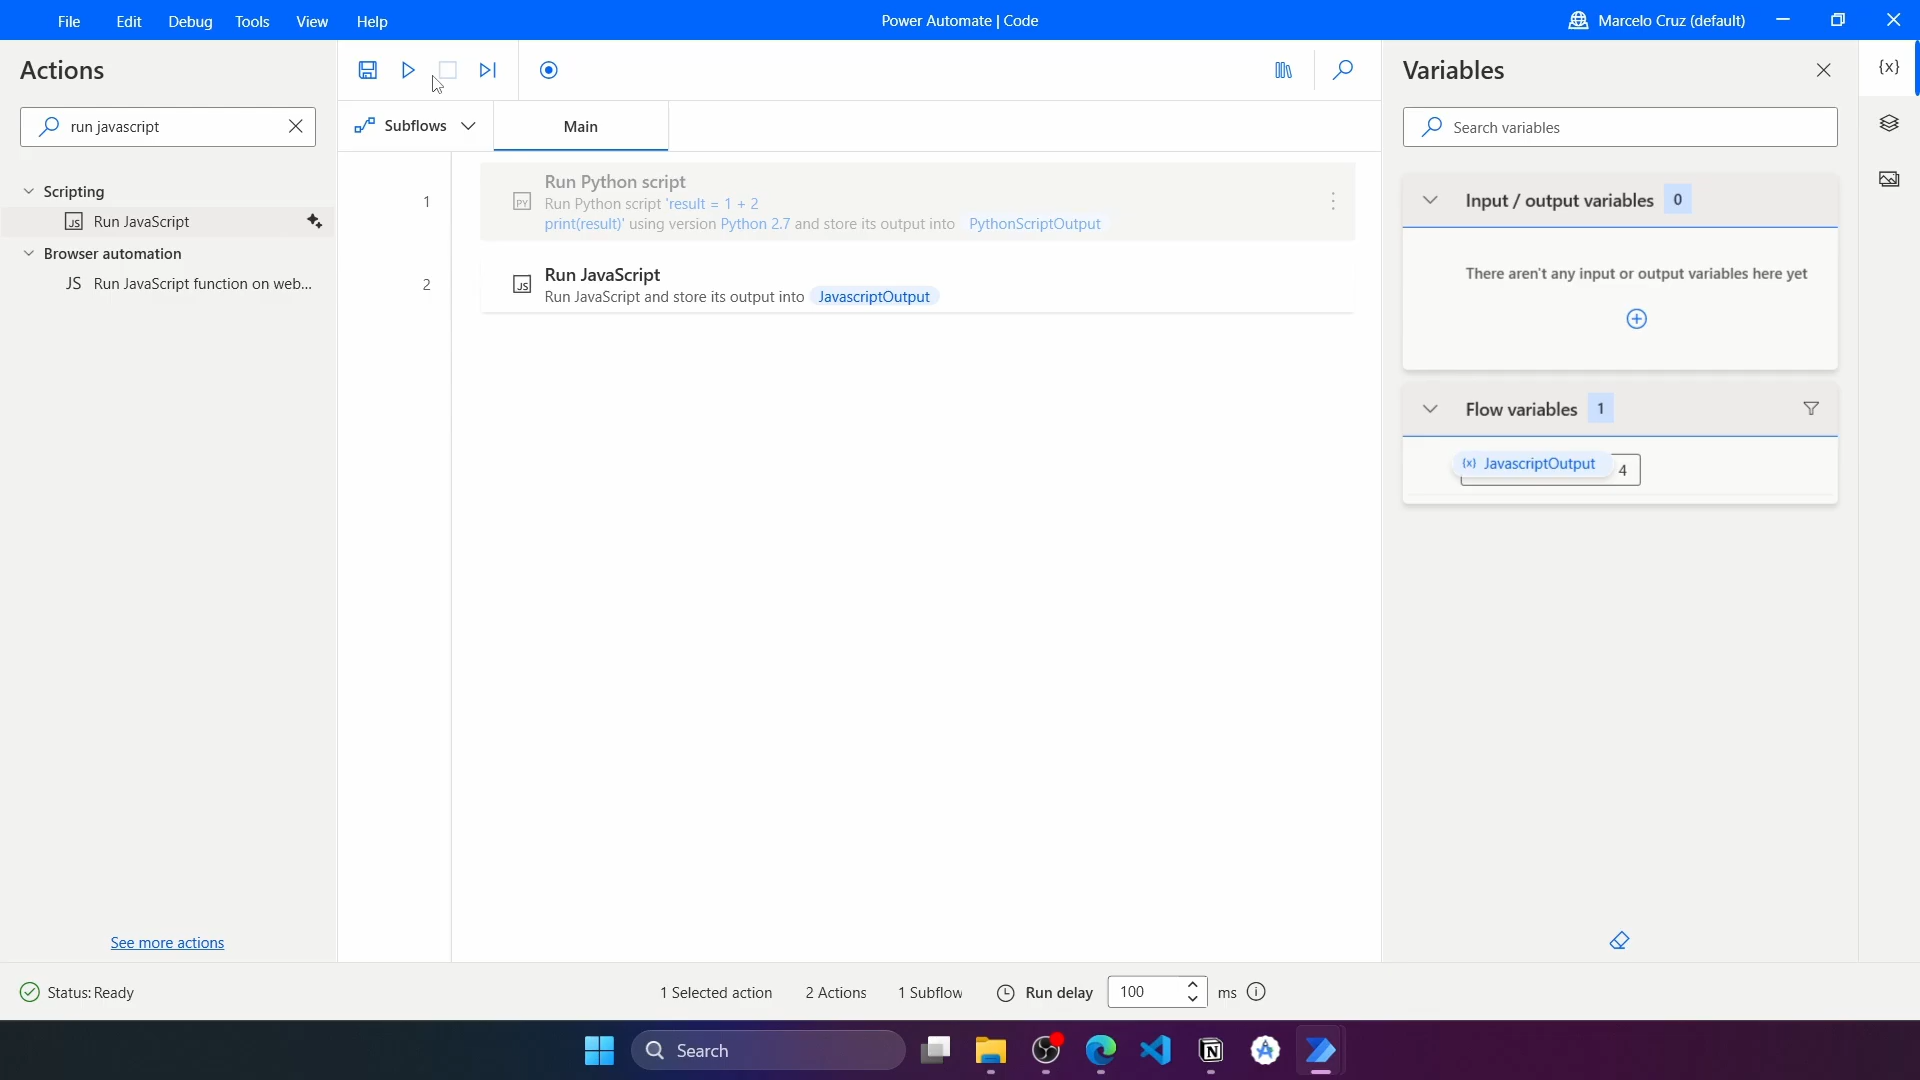 File Edit Debug Tools View Help
Power Automate | Code
Marcelo Cruz (default)
Actions
run javascript
Scripting
JS Run JavaScript
Browser automation
JS Run JavaScript function on web...
See more actions
Subflows
Main
1
PY
Run Python script
Run Python script 'result = 1 + 2
print(result)' using version Python 2.7 and store its output into PythonScriptOutput
2
JS
Run JavaScript
Run JavaScript and store its output into JavascriptOutput
Variables
{x}
Search variables
Input / output variables 0
There aren't any input or output variables here yet
Flow variables 1
{x} JavascriptOutput 4
Status: Ready
1 Selected action
2 Actions
1 Subflow
Run delay
100
ms
Search